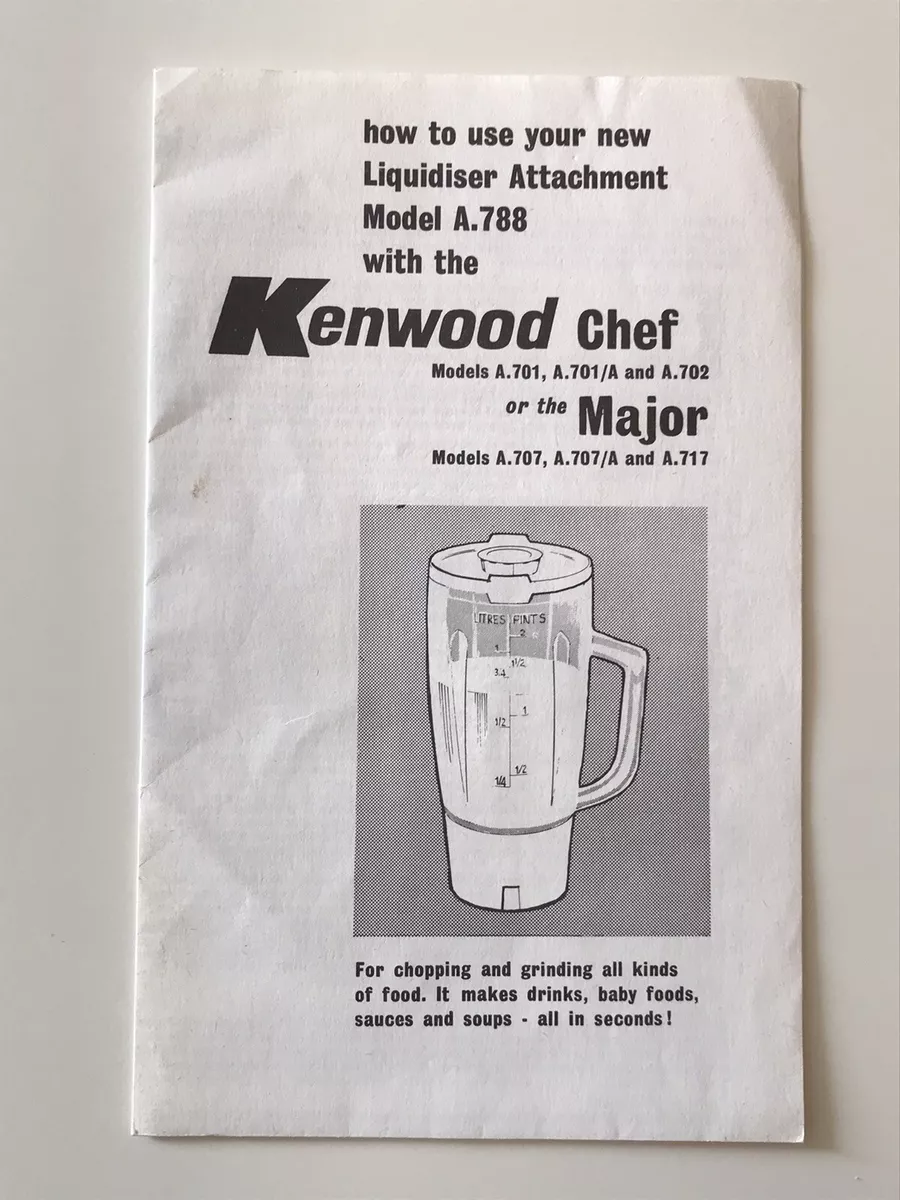 how to use your new
Liquidiser Attachment
Model A.788
with the
Kenwood Chef
Models A.701, A.701/A and A.702
or the Major
Models A.707, A.707/A and A.717
LITRES PINTS
2
1
1½
3.4
1
1/2
1/2
1/4
For chopping and grinding all kinds
of food. It makes drinks, baby foods,
sauces and soups - all in seconds!